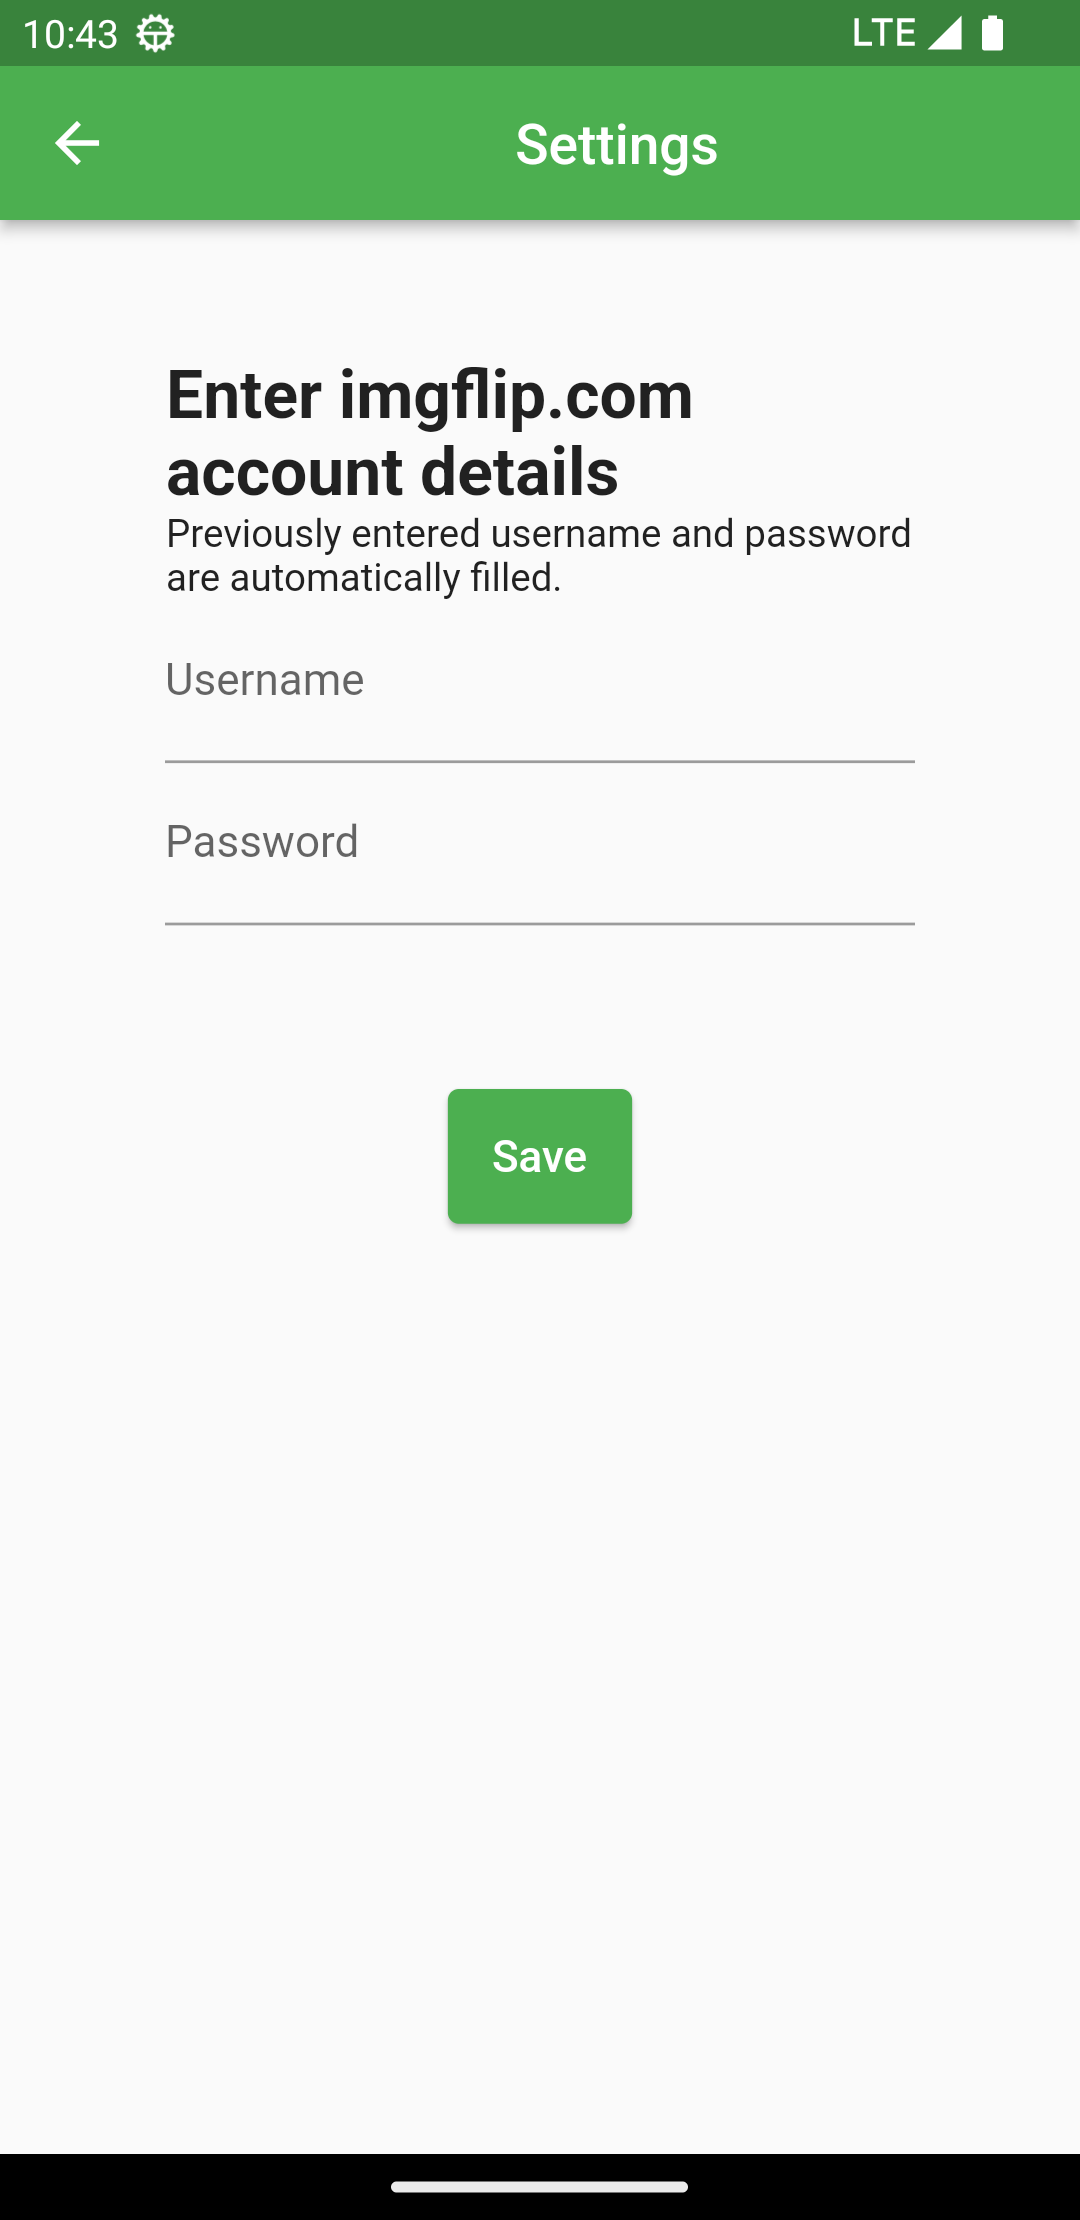 10:43
LTE
Settings
Enter imgflip.com
account details
Previously entered username and password
are automatically filled.
Username
Password
Save